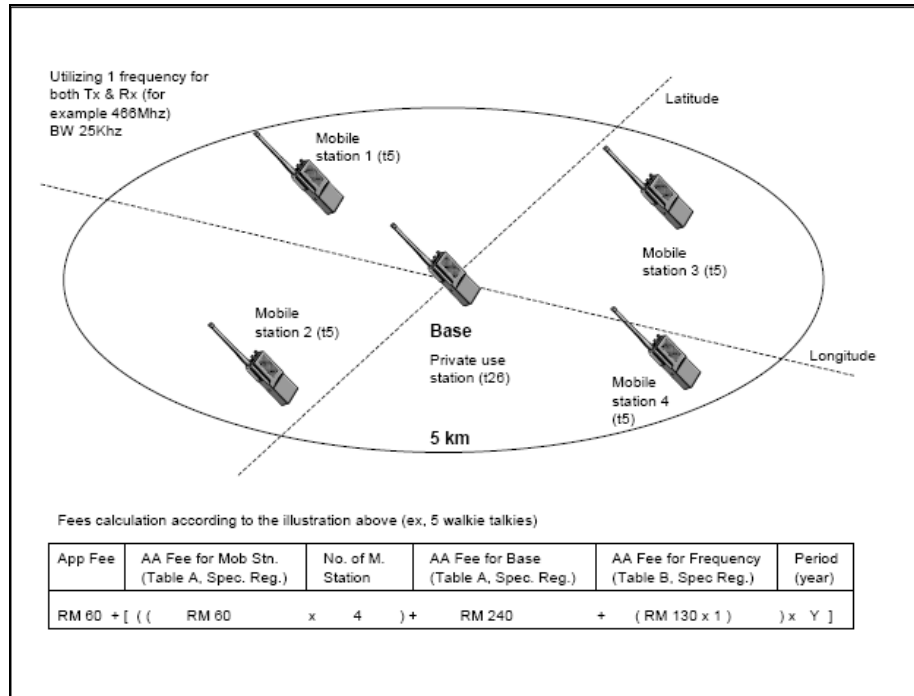 Utilizing 1 frequency for
both Tx & Rx (for
example 466Mhz)
BW 25Khz
Latitude
Mobile
station 1 (t5)
Mobile
station 3 (t5)
Mobile
station 2 (t5)
Base
Private use
station (t26)
Longitude
Mobile
station 4
(t5)
5 km
Fees calculation according to the illustration above (ex, 5 walkie talkies)
App Fee AA Fee for Mob Stn. No. of M. AA Fee for Base AA Fee for Frequency Period
(Table A, Spec. Reg.) Station (Table A, Spec. Reg.) (Table B, Spec Reg.) (year)
RM 60 + [ ( ( RM 60 x 4 ) + RM 240 + ( RM 130 x 1 ) ) x Y ]